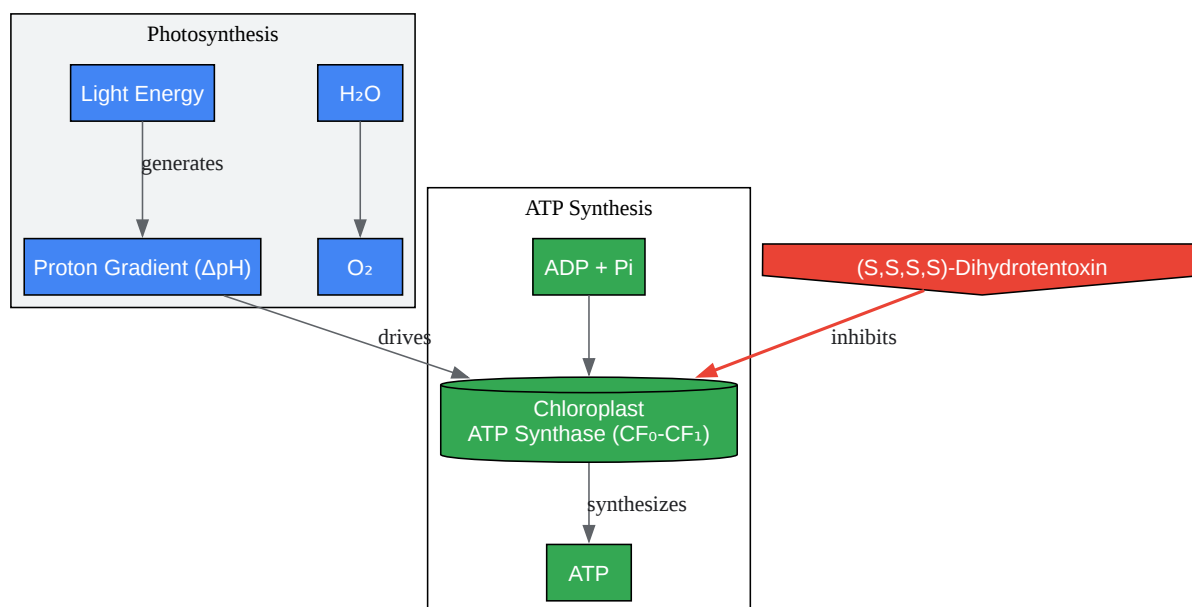 Photosynthesis
Light Energy
H₂O
generates
Proton Gradient (ΔpH)
O₂
ATP Synthesis
ADP + Pi
(S,S,S,S)-Dihydrotentoxin
drives
inhibits
Chloroplast
ATP Synthase (CF₀-CF₁)
synthesizes
ATP